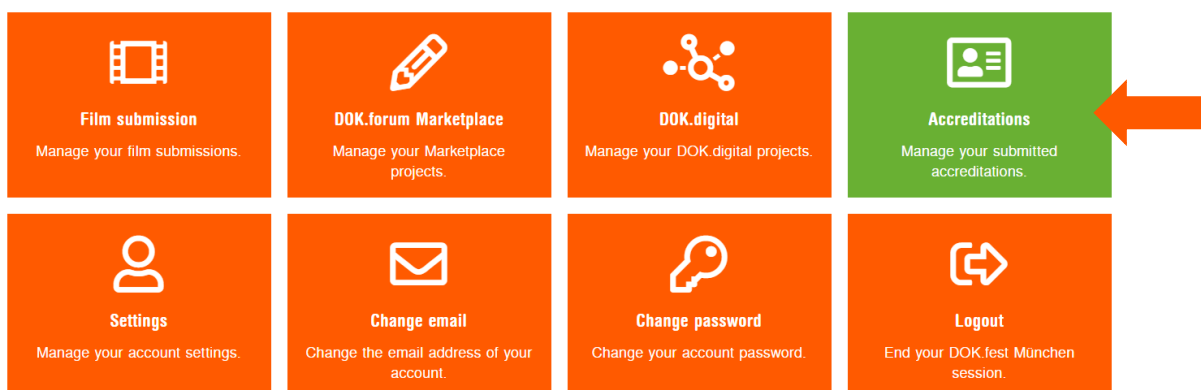 Film submission
Manage your film submissions.
DOK.forum Marketplace
Manage your Marketplace
projects.
DOK.digital
Manage your DOK.digital projects.
Accreditations
Manage your submitted
accreditations.
Settings
Manage your account settings.
Change email
Change the email address of your
account.
Change password
Change your account password.
Logout
End your DOK.fest München
session.